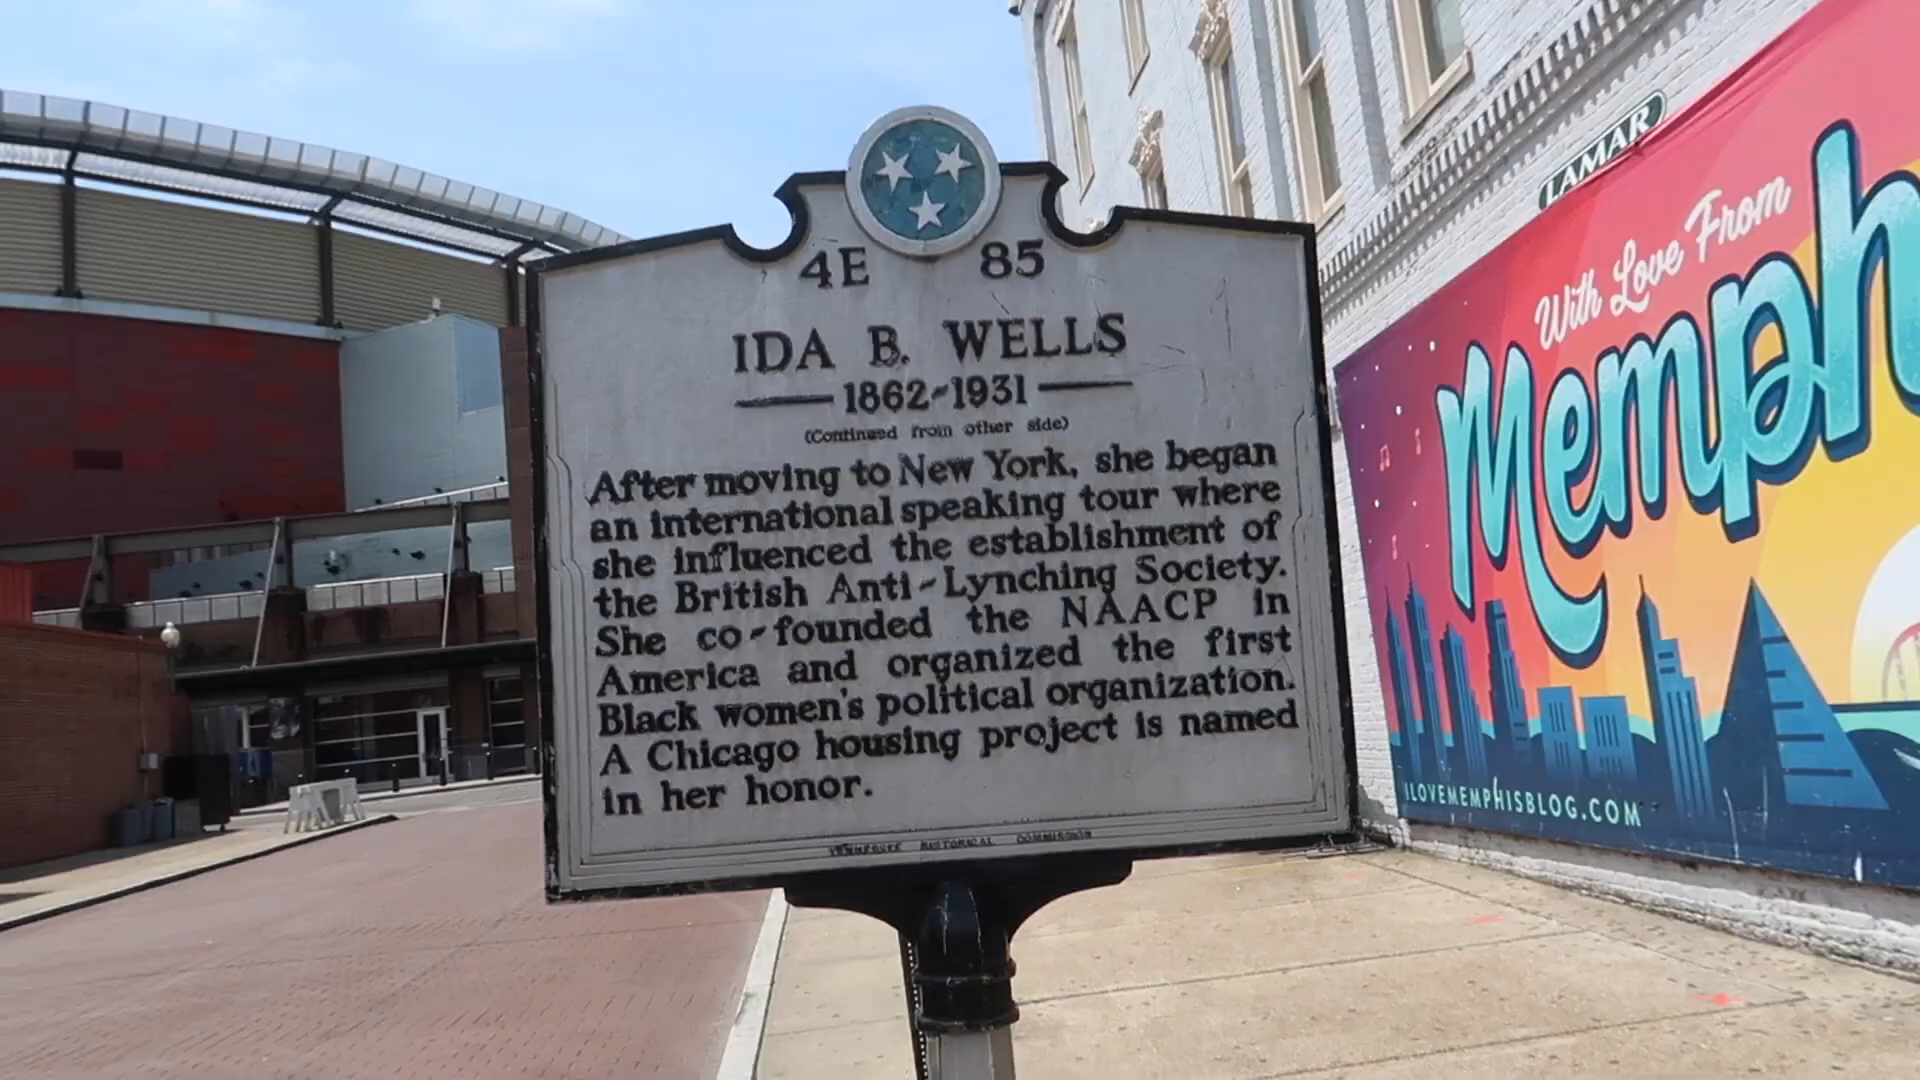 4E 85
IDA B. WELLS
1862-1931
(Continued from other side)
After moving to New York, she began
an international speaking tour where
she influenced the establishment of
the British Anti-Lynching Society.
She co-founded the NAACP in
America and organized the first
Black women's political organization.
A Chicago housing project is named
in her honor.
TENNESSEE HISTORICAL COMMISSION
LAMAR
With Love From
Memph
ILOVEMEMPHISBLOG.COM